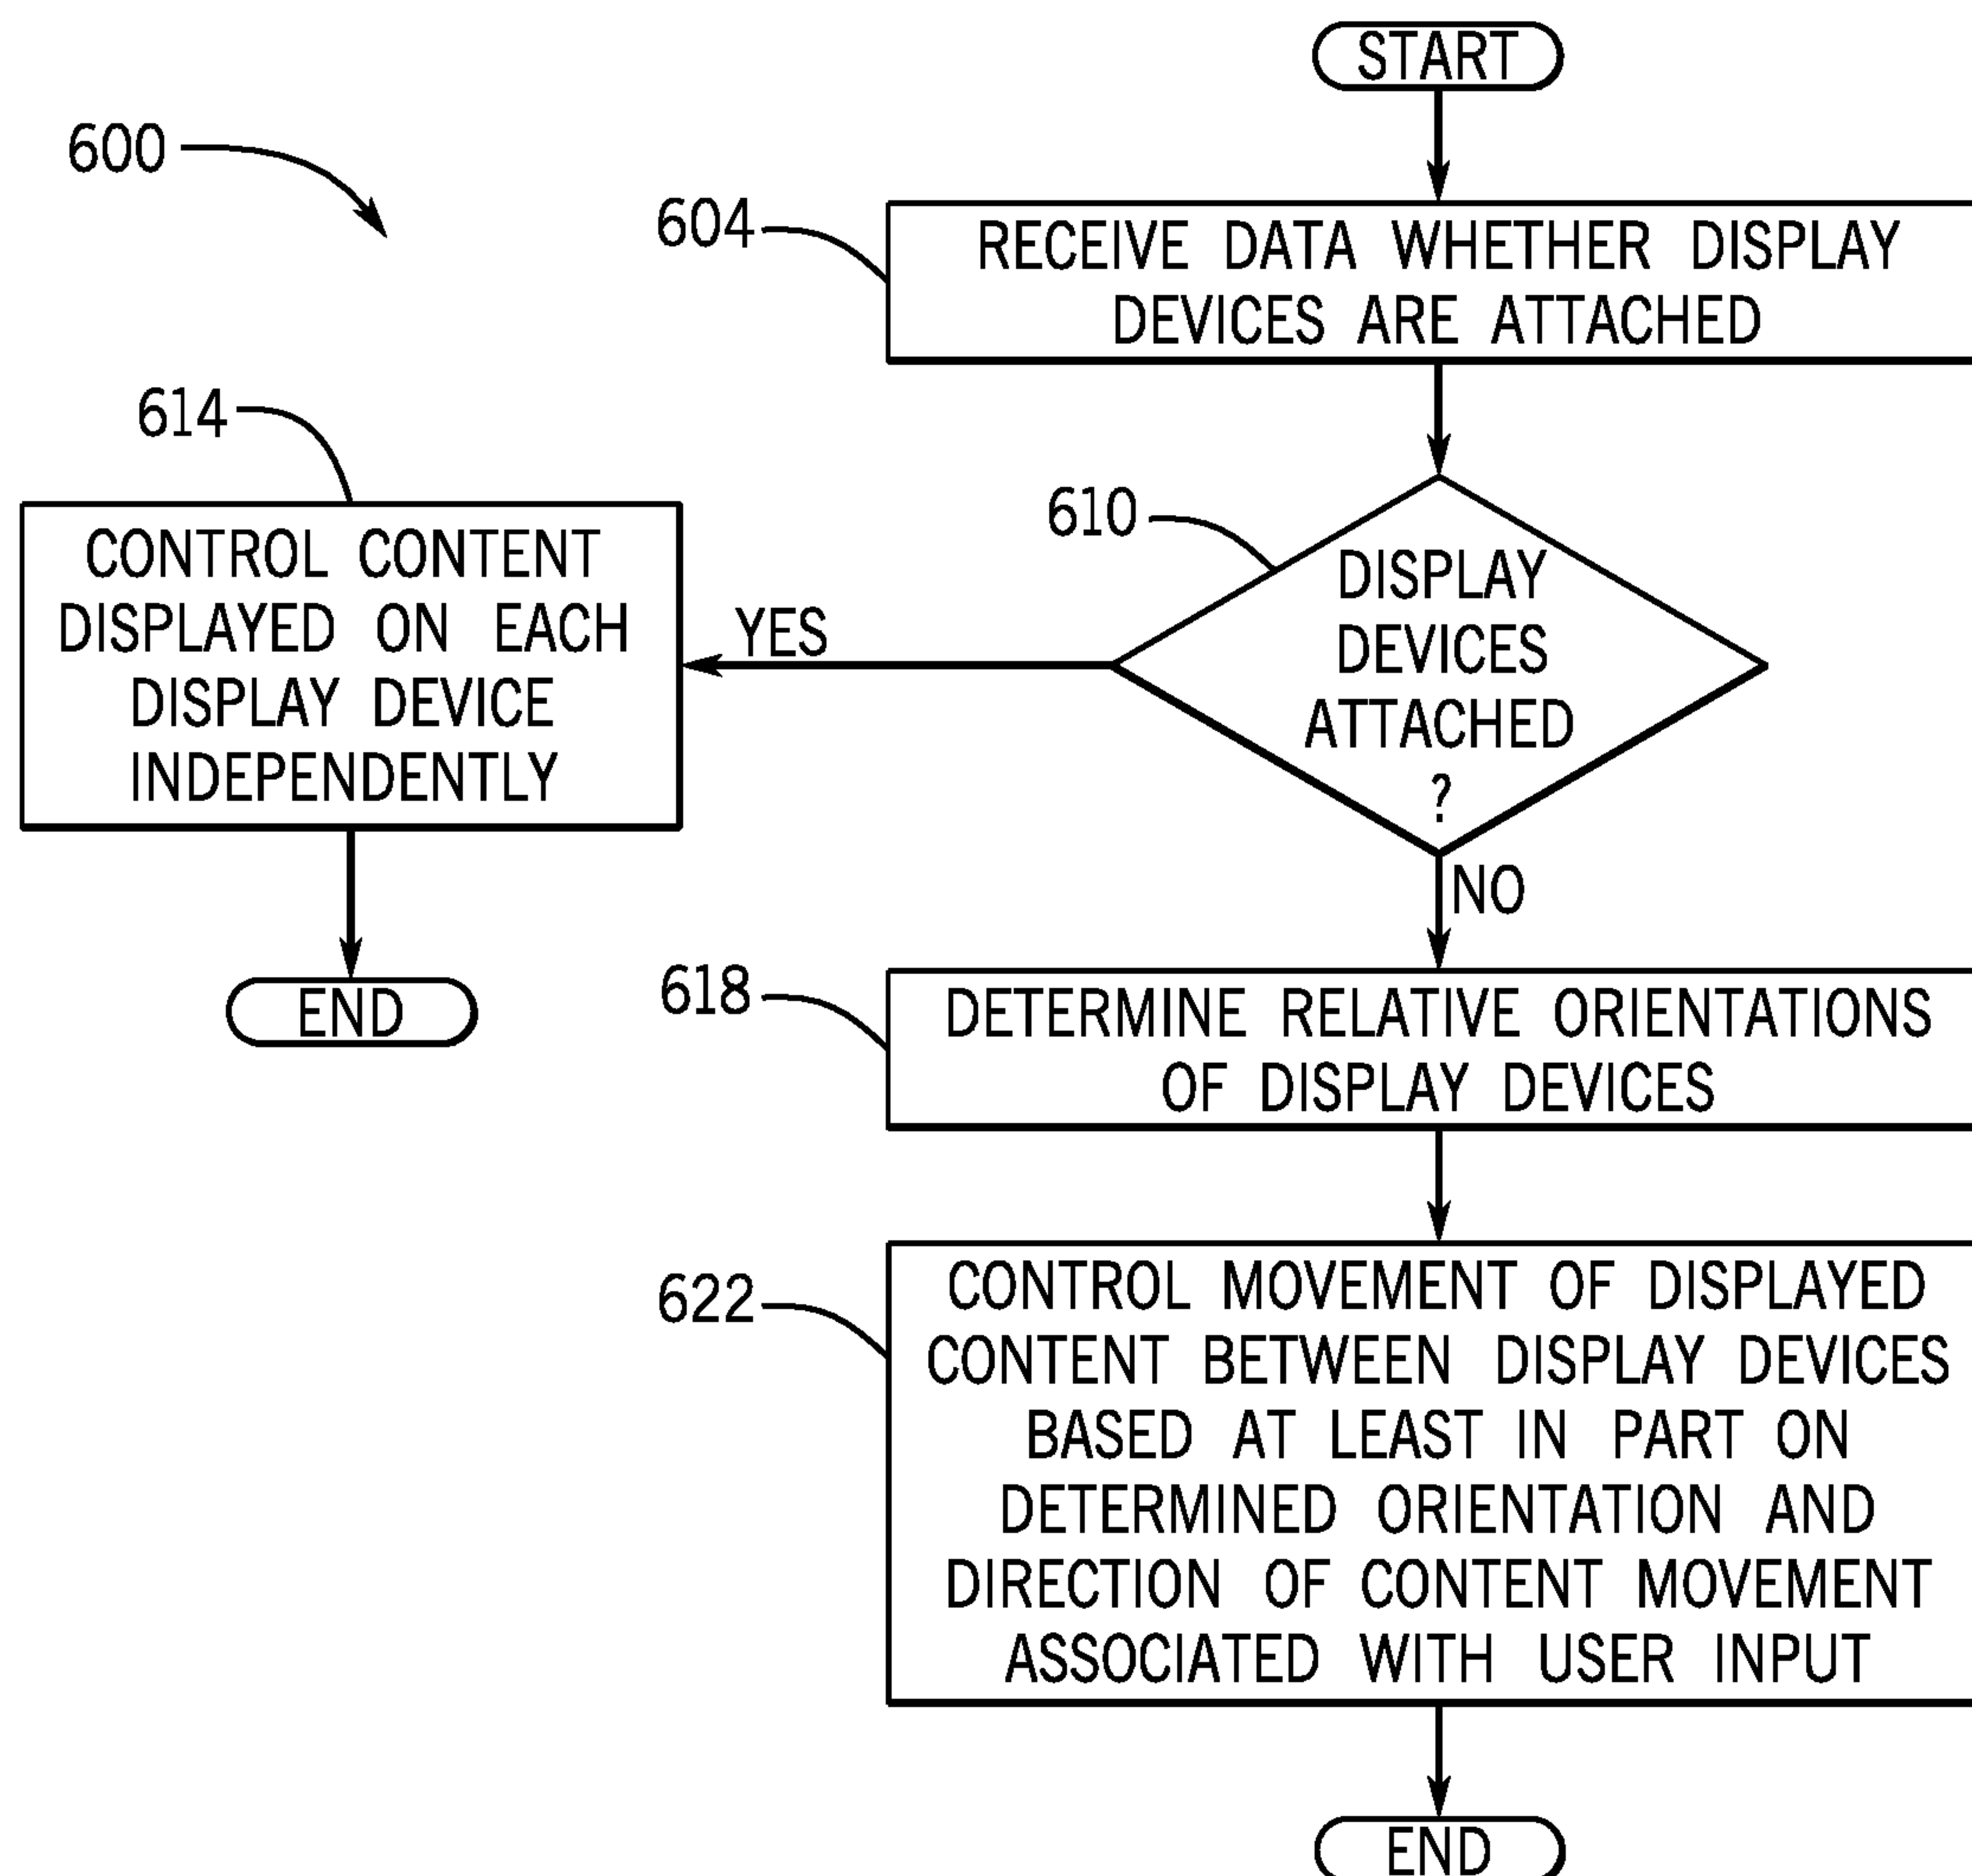 START
600
604
RECEIVE DATA WHETHER DISPLAY
DEVICES ARE ATTACHED
614
CONTROL CONTENT
DISPLAYED ON EACH
DISPLAY DEVICE
INDEPENDENTLY
610
DISPLAY
DEVICES
ATTACHED
?
YES
NO
END
618
DETERMINE RELATIVE ORIENTATIONS
OF DISPLAY DEVICES
622
CONTROL MOVEMENT OF DISPLAYED
CONTENT BETWEEN DISPLAY DEVICES
BASED AT LEAST IN PART ON
DETERMINED ORIENTATION AND
DIRECTION OF CONTENT MOVEMENT
ASSOCIATED WITH USER INPUT
END